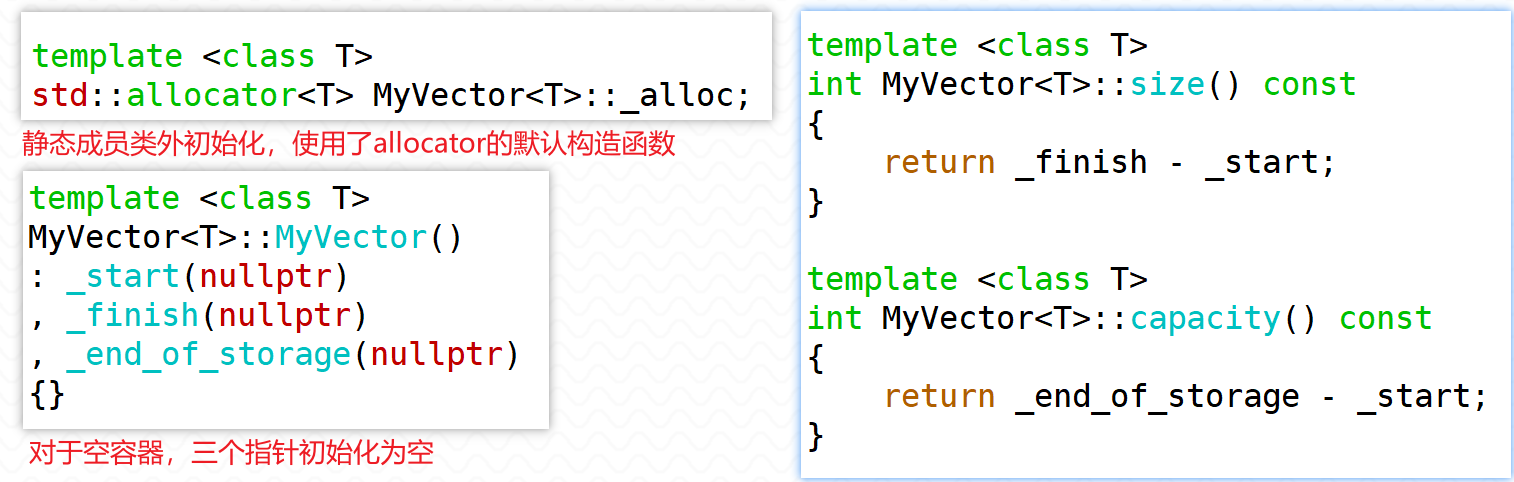 template <class T>
std::allocator<T> MyVector<T>::_alloc;
静态成员类外初始化，使用了allocator的默认构造函数
template <class T>
MyVector<T>::MyVector()
: _start(nullptr)
, _finish(nullptr)
, _end_of_storage(nullptr)
{}
对于空容器，三个指针初始化为空
template <class T>
int MyVector<T>::size() const
{
    return _finish - _start;
}

template <class T>
int MyVector<T>::capacity() const
{
    return _end_of_storage - _start;
}